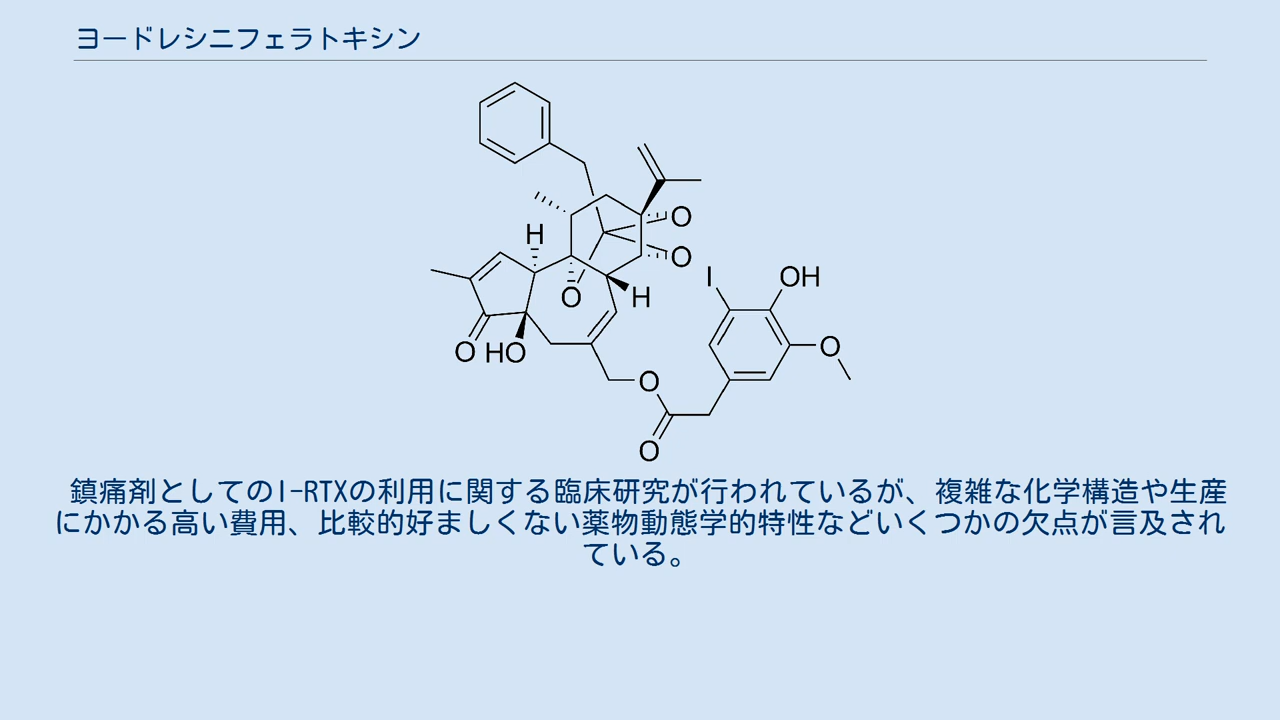 ヨードレシニフェラトキシン
H
O
O
O
H
I
OH
O
O
HO
O
O
鎮痛剤としてのI-RTXの利用に関する臨床研究が行われているが、複雑な化学構造や生産
にかかる高い費用、比較的好ましくない薬物動態学的特性などいくつかの欠点が言及され
ている。